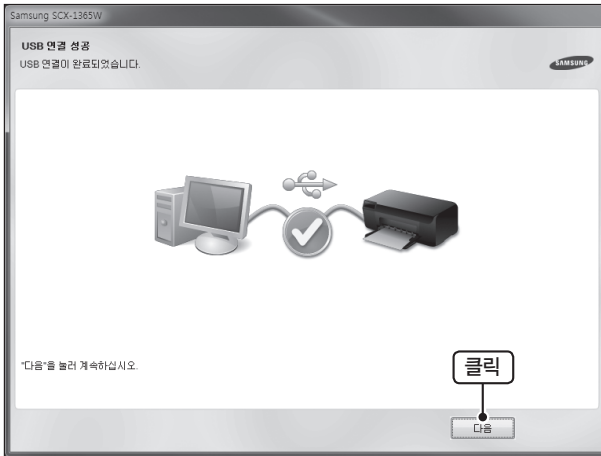 Samsung SCX-1365W
USB 연결 성공
USB 연결이 완료되었습니다.
SAMSUNG
"다음"을 눌러 계속하십시오.
클릭
다음